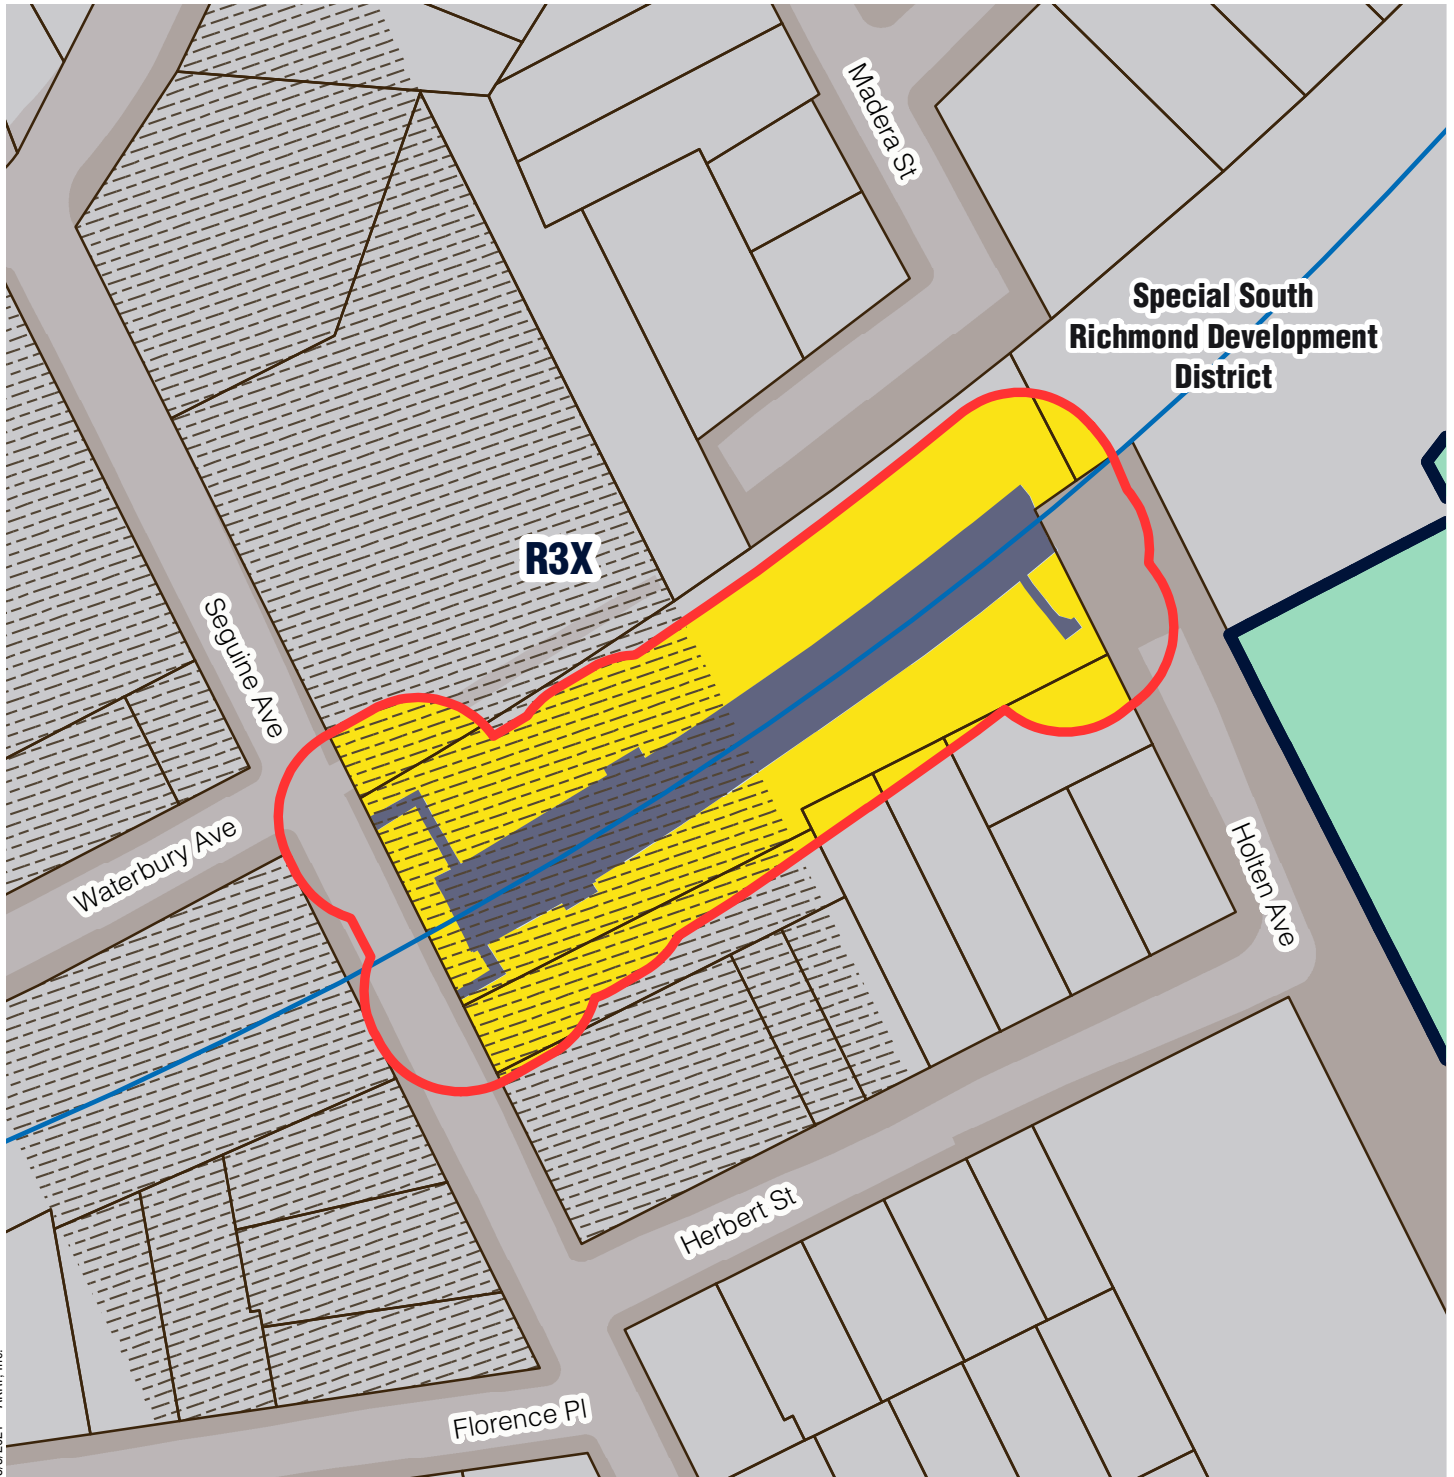 Madera St
Special South
Richmond Development
District
R3X
Seguine Ave
Waterbury Ave
Holten Ave
Herbert St
Florence Pl